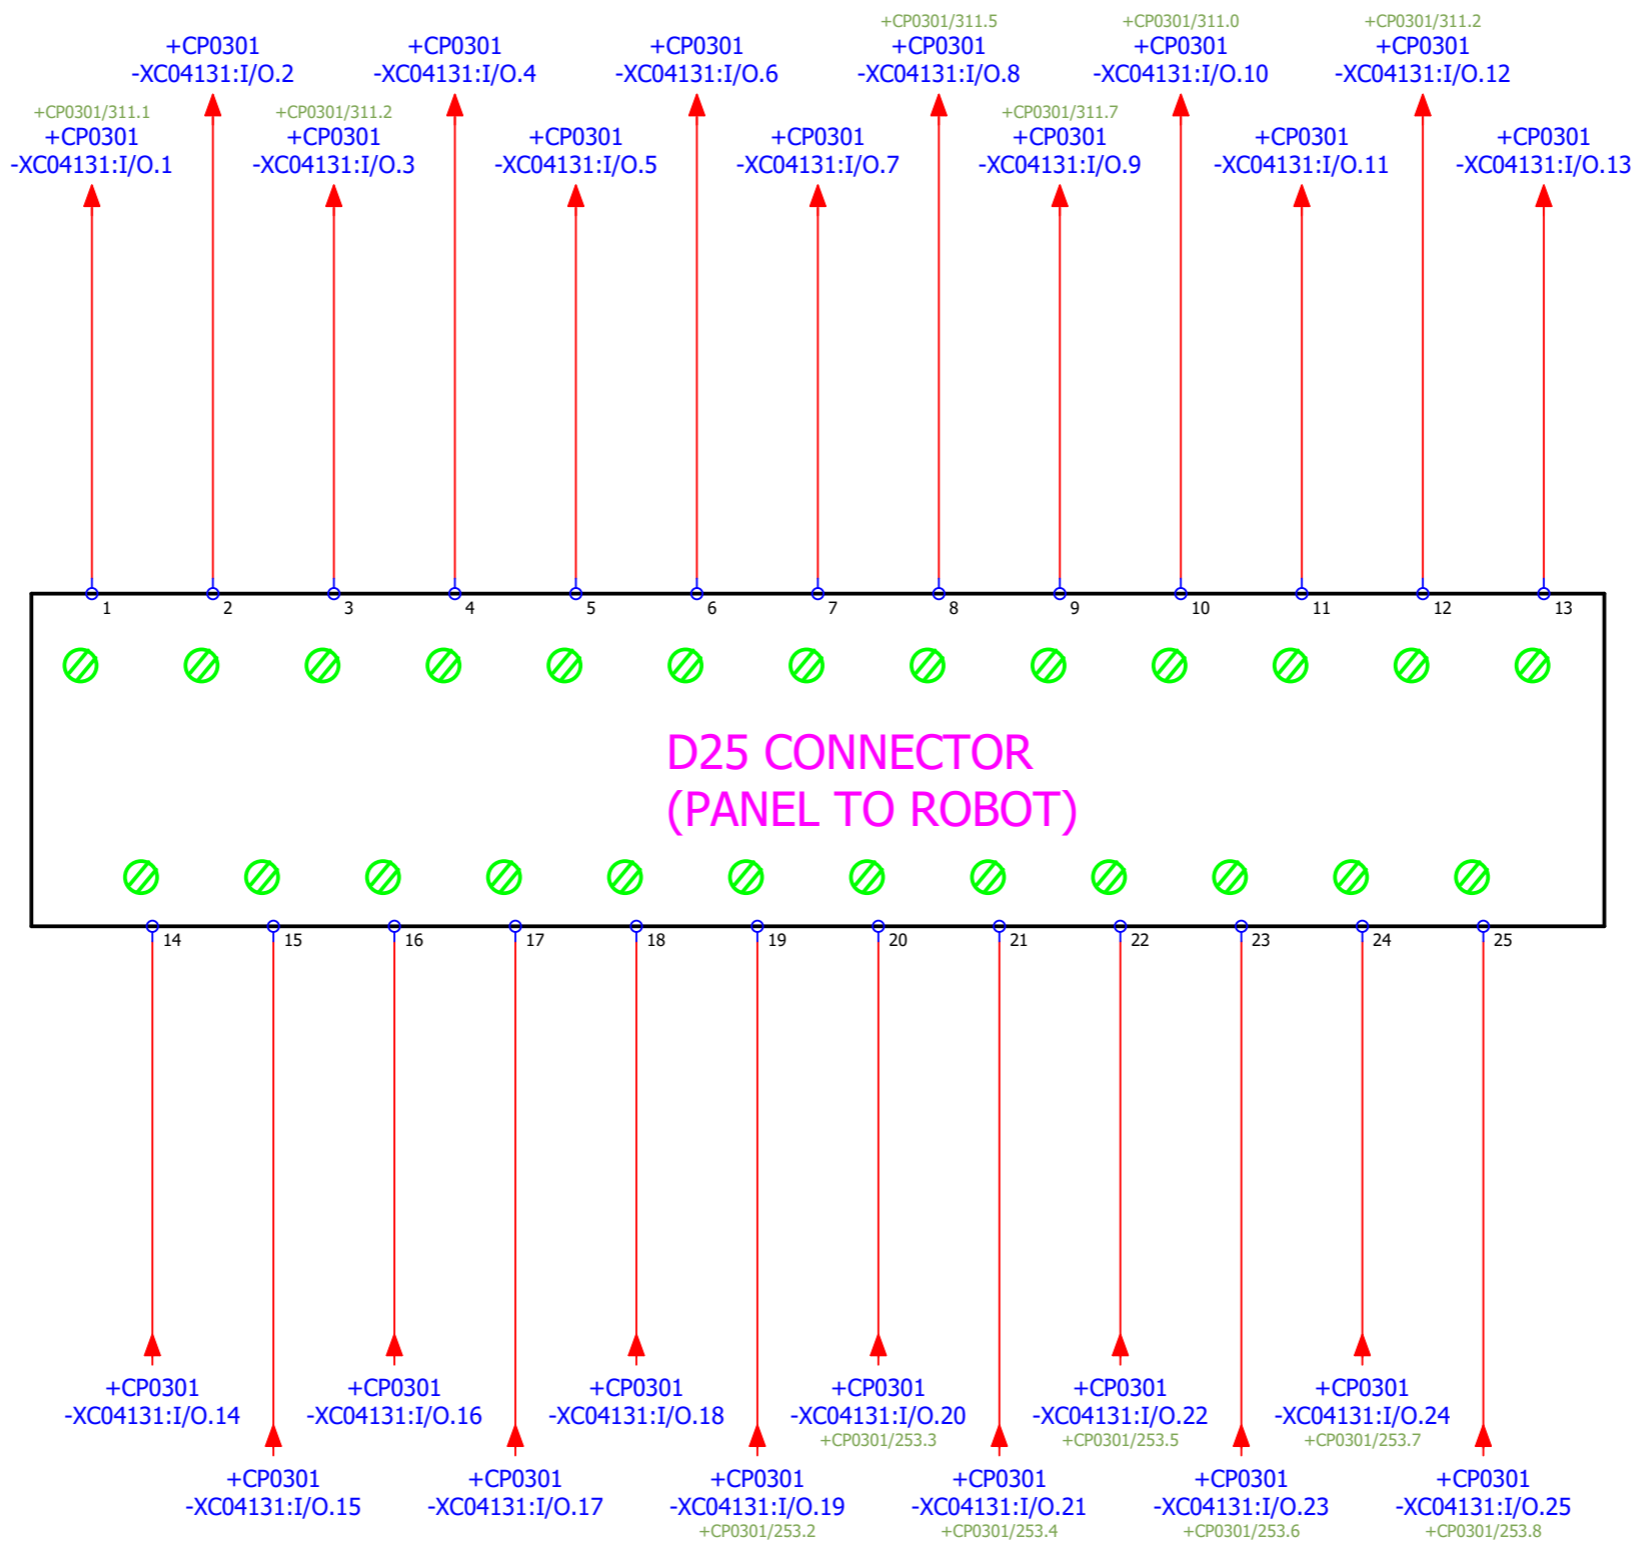 +CP0301/311.5
+CP0301/311.0
+CP0301/311.2
+CP0301
-XC04131:I/O.2
+CP0301
-XC04131:I/O.4
+CP0301
-XC04131:I/O.6
+CP0301
-XC04131:I/O.8
+CP0301
-XC04131:I/O.10
+CP0301
-XC04131:I/O.12
+CP0301/311.1
+CP0301
-XC04131:I/O.1
+CP0301/311.2
+CP0301
-XC04131:I/O.3
+CP0301
-XC04131:I/O.5
+CP0301
-XC04131:I/O.7
+CP0301/311.7
+CP0301
-XC04131:I/O.9
+CP0301
-XC04131:I/O.11
+CP0301
-XC04131:I/O.13
1
2
3
4
5
6
7
8
9
10
11
12
13
D25 CONNECTOR
(PANEL TO ROBOT)
14
15
16
17
18
19
20
21
22
23
24
25
+CP0301
-XC04131:I/O.14
+CP0301
-XC04131:I/O.16
+CP0301
-XC04131:I/O.18
+CP0301
-XC04131:I/O.20
+CP0301/253.3
+CP0301
-XC04131:I/O.22
+CP0301/253.5
+CP0301
-XC04131:I/O.24
+CP0301/253.7
+CP0301
-XC04131:I/O.15
+CP0301
-XC04131:I/O.17
+CP0301
-XC04131:I/O.19
+CP0301/253.2
+CP0301
-XC04131:I/O.21
+CP0301/253.4
+CP0301
-XC04131:I/O.23
+CP0301/253.6
+CP0301
-XC04131:I/O.25
+CP0301/253.8